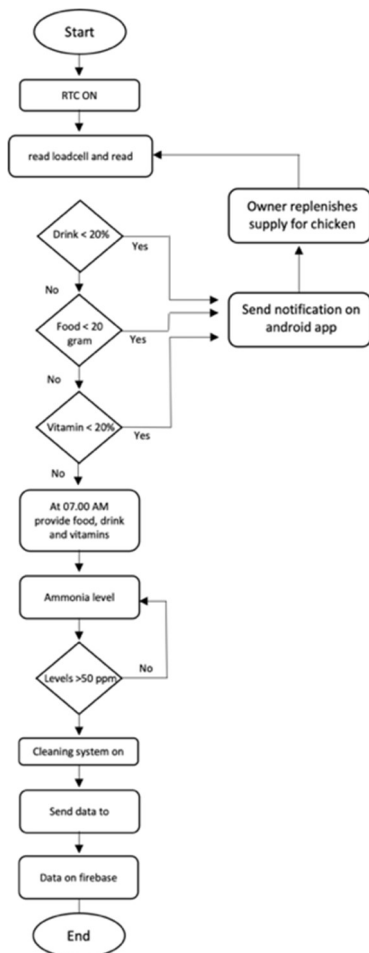 Start
RTC ON
read loadcell and read
Drink < 20%
Yes
Owner replenishes
supply for chicken
No
Food < 20
gram
Yes
Send notification on
android app
No
Vitamin < 20%
Yes
No
At 07.00 AM
provide food, drink
and vitamins
Ammonia level
Levels >50 ppm
No
Cleaning system on
Send data to
Data on firebase
End